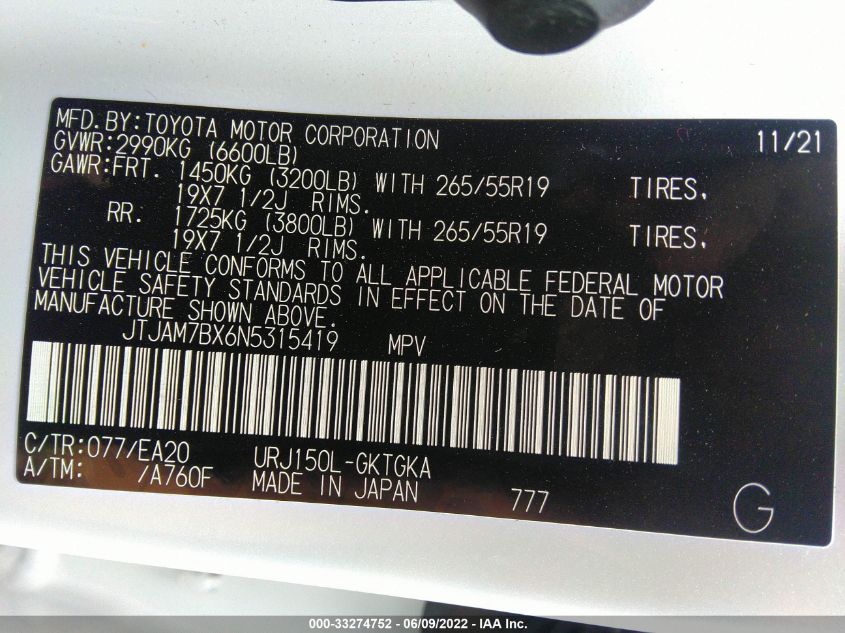 MFD.BY:TOYOTA MOTOR CORPORATION 11/21
GVWR:2990KG (6600LB)
GAWR:FRT. 1450KG (3200LB) WITH 265/55R19 TIRES,
19X7 1/2J RIMS.
RR. 1725KG (3800LB) WITH 265/55R19 TIRES,
19X7 1/2J RIMS.
THIS VEHICLE CONFORMS TO ALL APPLICABLE FEDERAL MOTOR
VEHICLE SAFETY STANDARDS IN EFFECT ON THE DATE OF
MANUFACTURE SHOWN ABOVE.
JTJAM7BX6N5315419 MPV
C/TR:077/EA20 URJ150L-GKTGKA
A/TM: /A760F MADE IN JAPAN 777 G
000-33274752 - 06/09/2022 - IAA Inc.